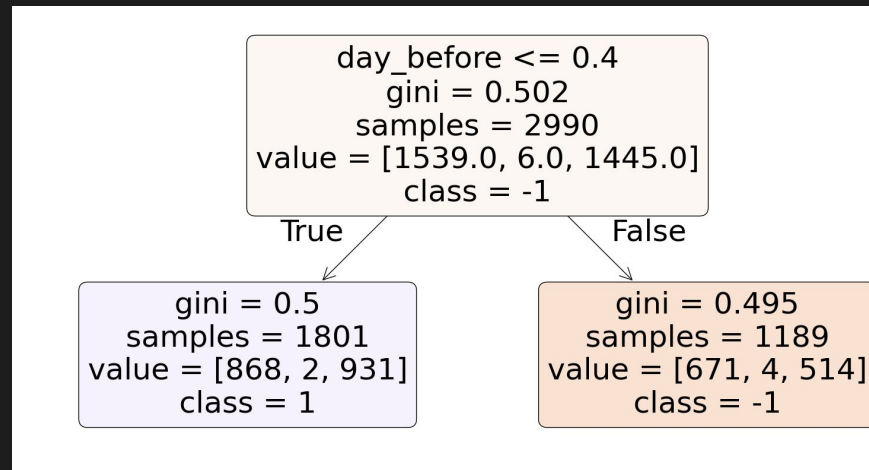 day_before <= 0.4
gini = 0.502
samples = 2990
value = [1539.0, 6.0, 1445.0]
class = -1
True
False
gini = 0.5
samples = 1801
value = [868, 2, 931]
class = 1
gini = 0.495
samples = 1189
value = [671, 4, 514]
class = -1